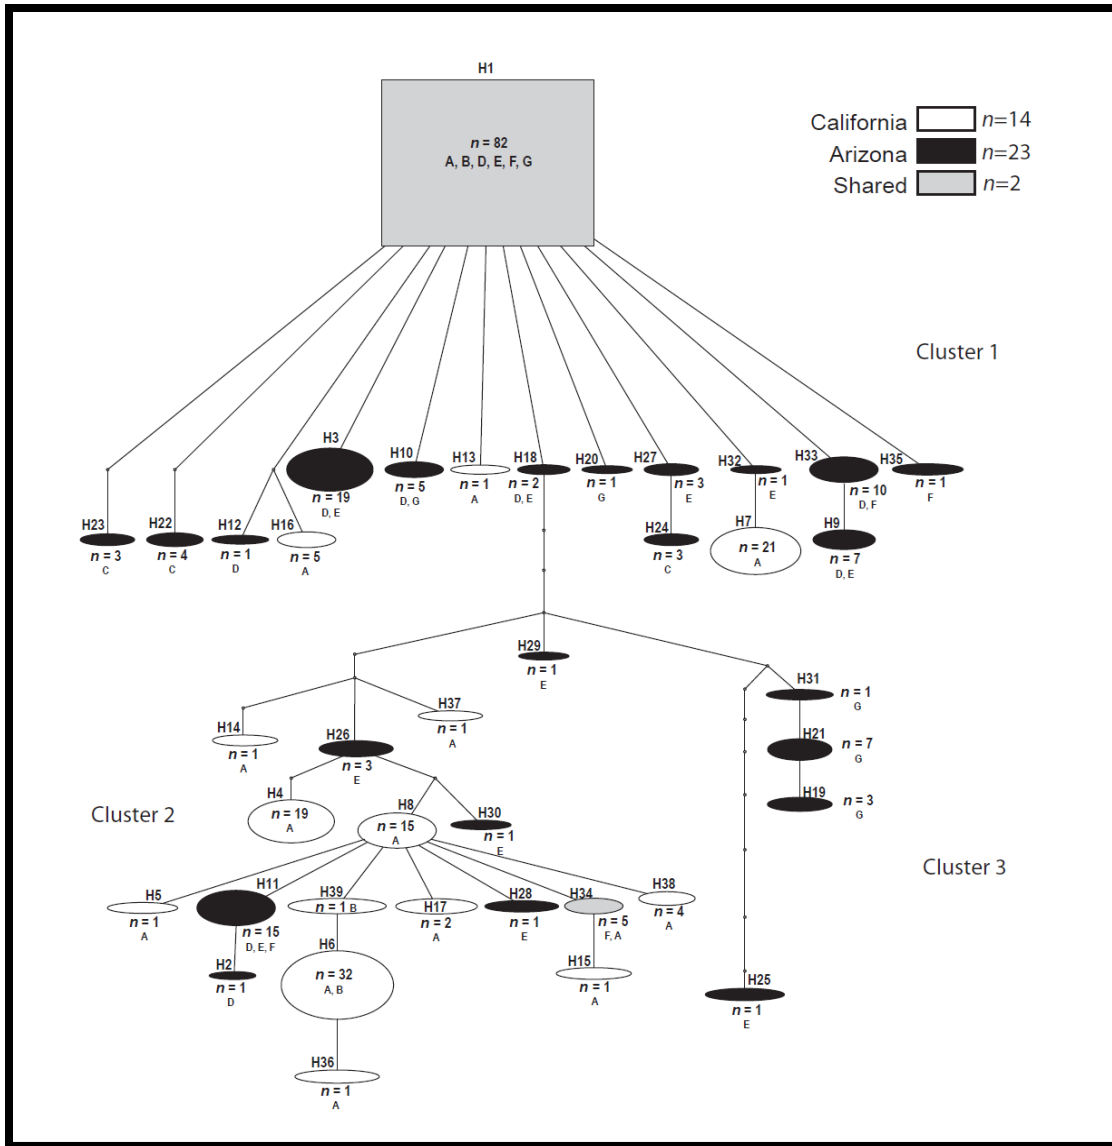 H1
n = 82
A, B, D, E, F, G
California n=14
Arizona n=23
Shared n=2
Cluster 1
H23
n = 3
C
H22
n = 4
C
H12
n = 1
D
H16
n = 5
A
H3
n = 19
D, E
H10
n = 5
D, G
H13
n = 1
A
H18
n = 2
D, E
H20
n = 1
G
H27
n = 3
E
H24
n = 3
C
H32
n = 1
E
H7
n = 21
A
H33
n = 10
D, F
H9
n = 7
D, E
H35
n = 1
F
H29
n = 1
E
H14
n = 1
A
H26
n = 3
E
H37
n = 1
A
H31
n = 1
G
H21
n = 7
G
H19
n = 3
G
Cluster 2
H4
n = 19
A
H8
n = 15
A
H30
n = 1
E
Cluster 3
H5
n = 1
A
H11
n = 15
D, E, F
H2
n = 1
D
H39
n = 1 B
H6
n = 32
A, B
H36
n = 1
A
H17
n = 2
A
H28
n = 1
E
H34
n = 5
F, A
H15
n = 1
A
H38
n = 4
A
H25
n = 1
E